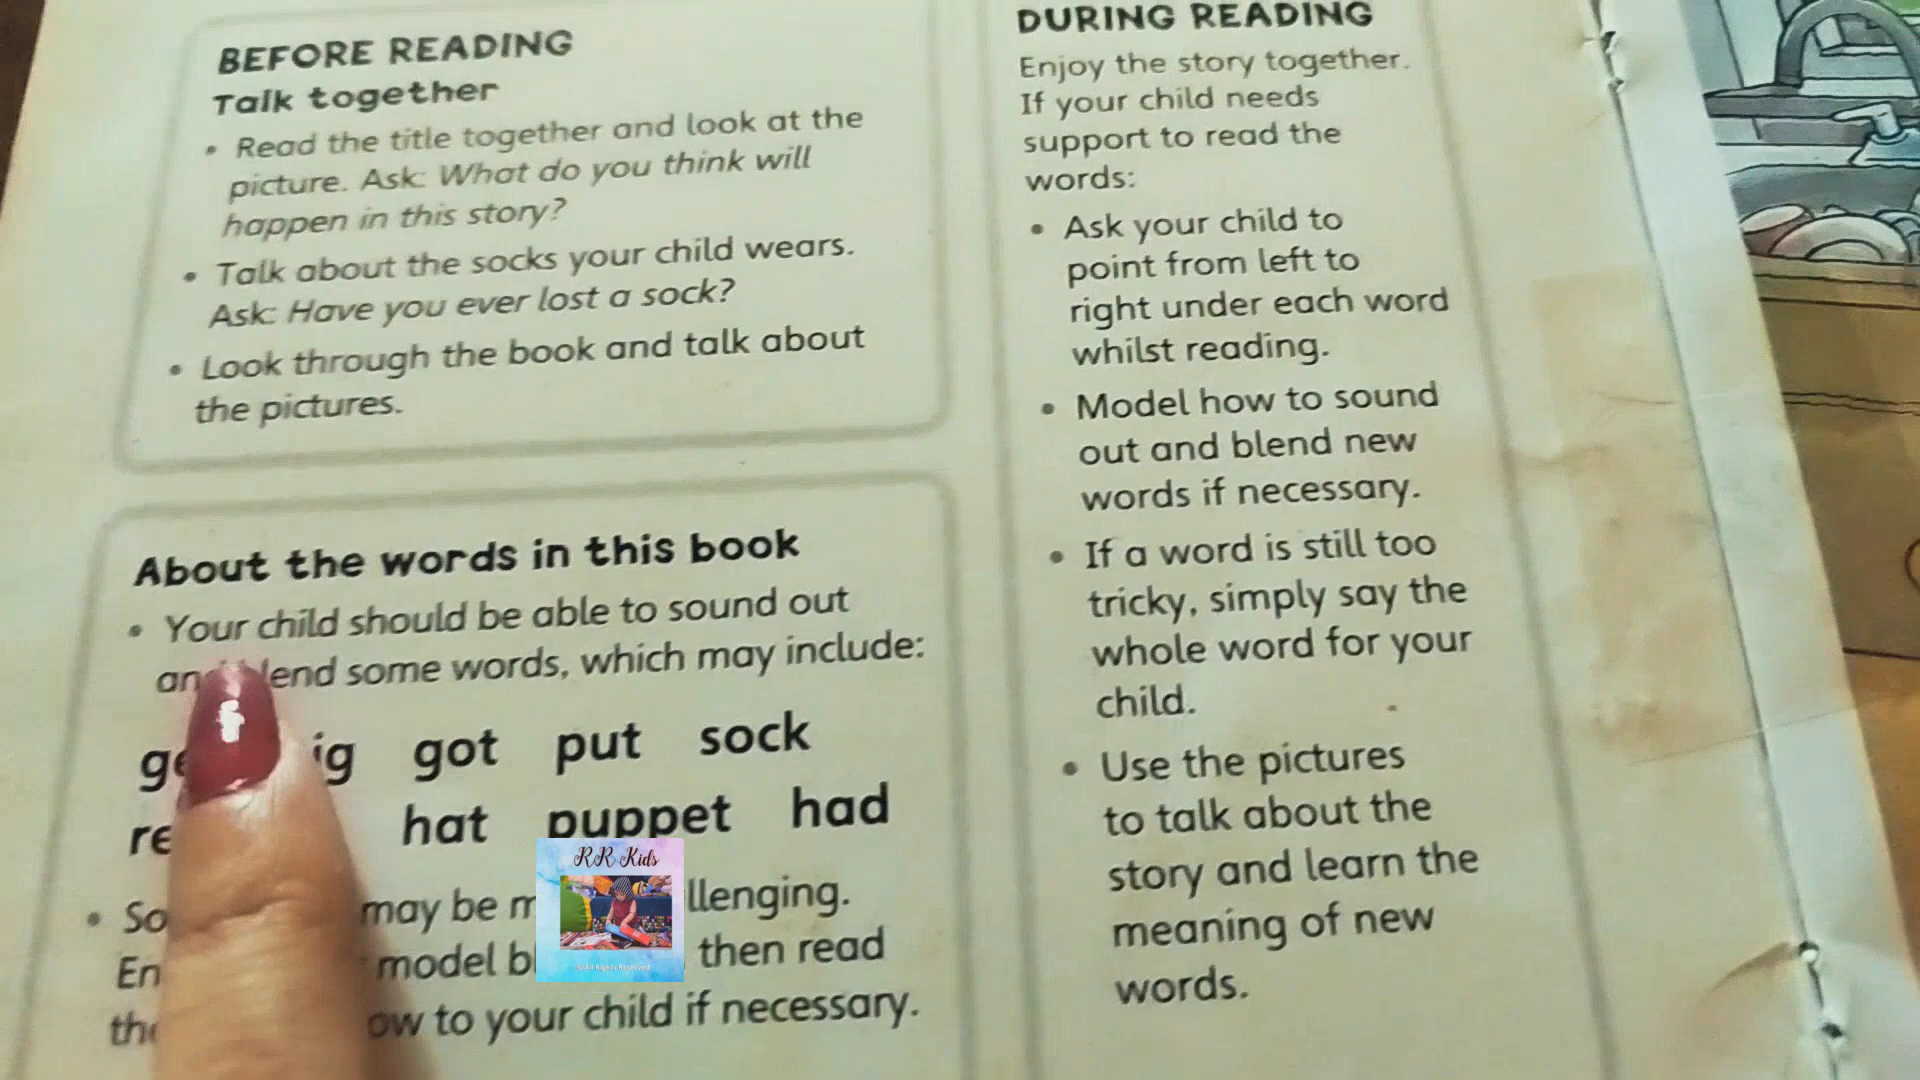 BEFORE READING
Talk together
• Read the title together and look at the
picture. Ask: What do you think will
happen in this story?
• Talk about the socks your child wears.
Ask: Have you ever lost a sock?
• Look through the book and talk about
the pictures.
About the words in this book
• Your child should be able to sound out
some words, which may include:
got put sock
hat puppet had
• may be
model then read
to your child if necessary.
DURING READING
Enjoy the story together.
If your child needs
support to read the
words:
• Ask your child to
point from left to
right under each word
whilst reading.
• Model how to sound
out and blend new
words if necessary.
• If a word is still too
tricky, simply say the
whole word for your
child.
• Use the pictures
to talk about the
story and learn the
meaning of new
words.
RR Kids
© All Rights Reserved